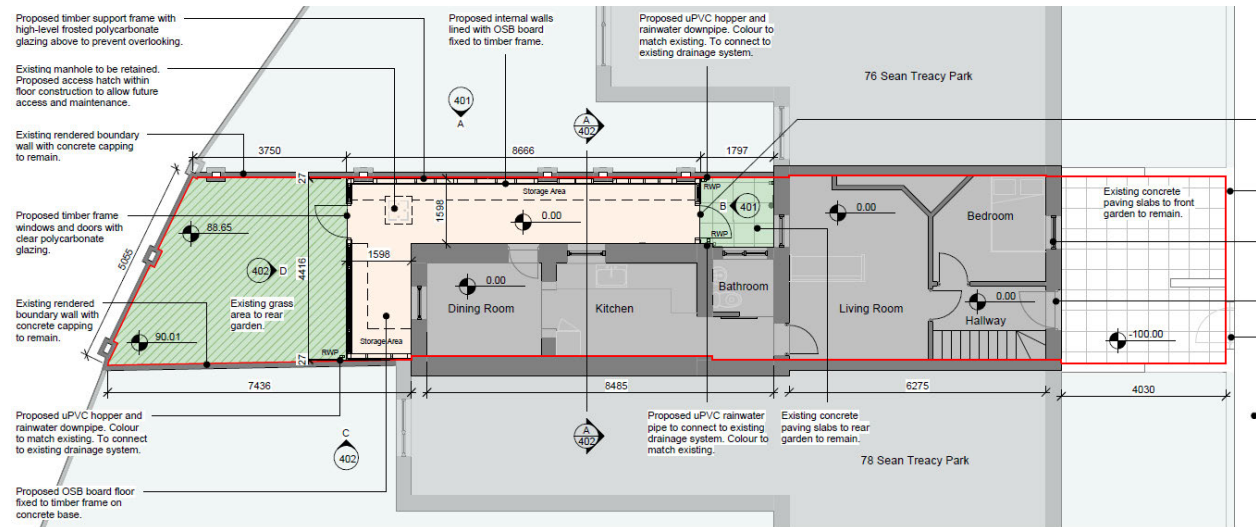 Proposed timber support frame with
high-level frosted polycarbonate
glazing above to prevent overlooking.
Existing manhole to be retained.
Proposed access hatch within
floor construction to allow future
access and maintenance.
Existing rendered boundary
wall with concrete capping
to remain.
Proposed timber frame
windows and doors with
clear polycarbonate
glazing.
Existing rendered
boundary wall with
concrete capping
to remain.
Proposed uPVC hopper and
rainwater downpipe. Colour
to match existing. To connect
to existing drainage system.
Proposed OSB board floor
fixed to timber frame on
concrete base.
Proposed internal walls
lined with OSB board
fixed to timber frame.
Proposed uPVC hopper and
rainwater downpipe. Colour to
match existing. To connect to
existing drainage system.
76 Sean Treacy Park
401
A
A
402
3750
8666
1797
27
5055
88.65
402
D
4416
90.01
Existing grass
area to rear
garden.
27
RWP
1598
1598
Storage Area
0.00
Storage Area
RWP
B
401
RWP
0.00
Dining Room
Kitchen
Bathroom
0.00
Living Room
Bedroom
0.00
Hallway
Existing concrete
paving slabs to front
garden to remain.
-100.00
7436
8485
6275
4030
C
402
A
402
Proposed uPVC rainwater
pipe to connect to existing
drainage system. Colour to
match existing.
Existing concrete
paving slabs to rear
garden to remain.
78 Sean Treacy Park